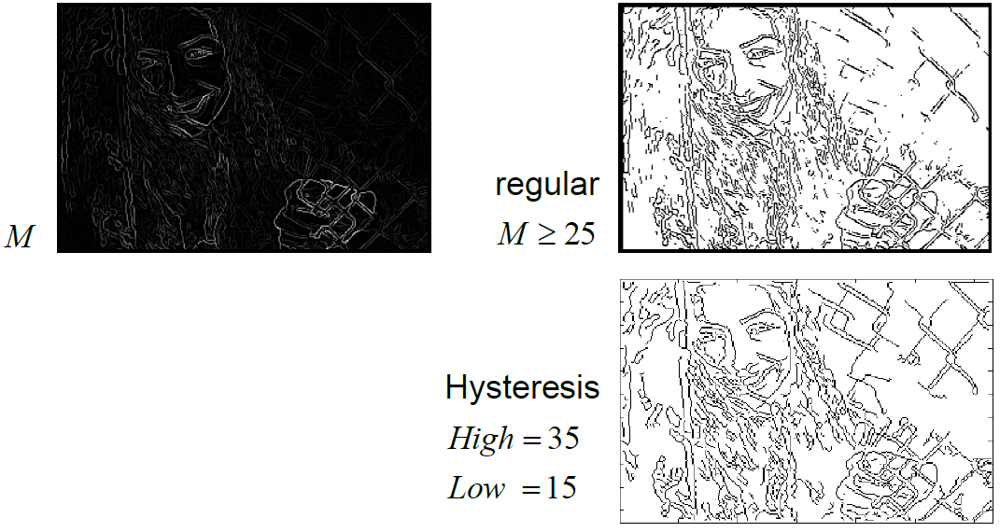 M
regular
M ≥ 25
Hysteresis
High = 35
Low = 15